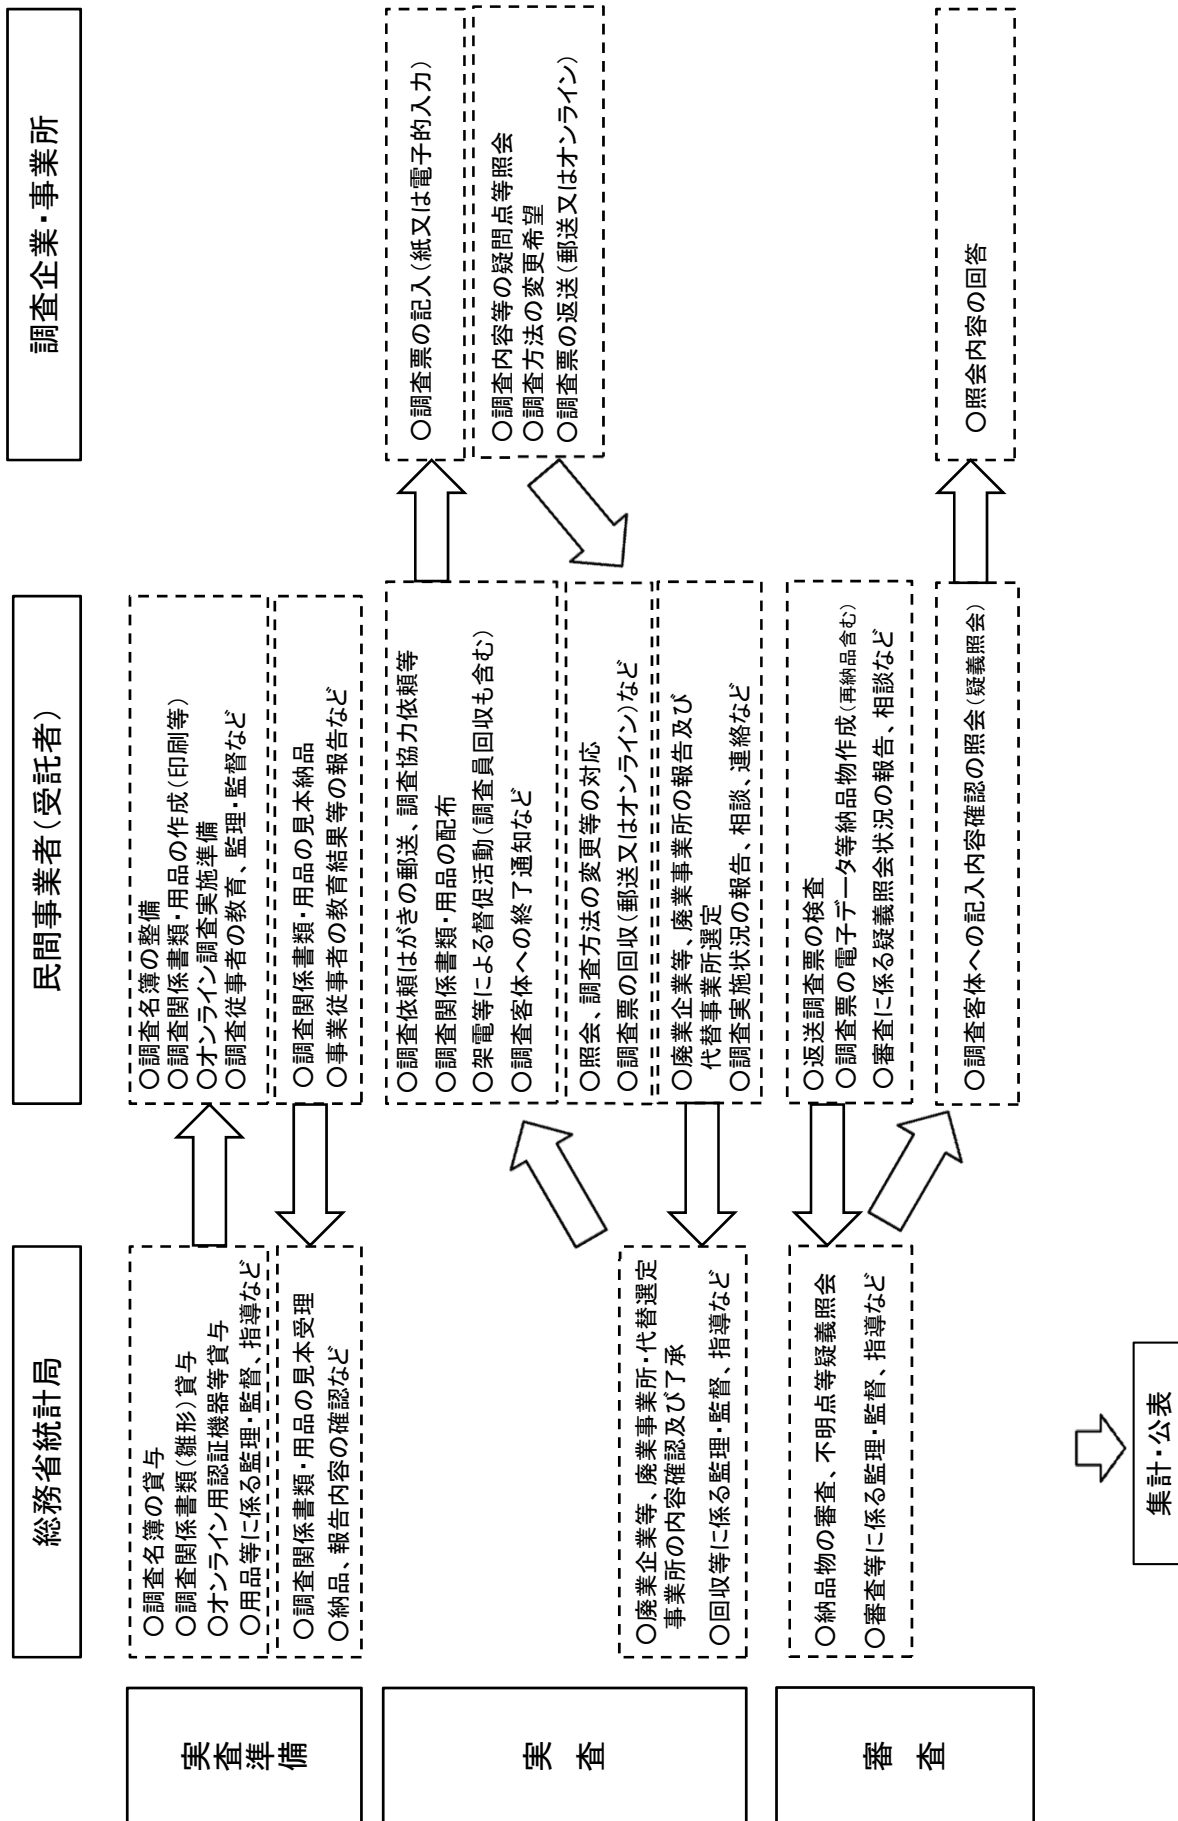 総務省統計局
民間事業者(受託者)
調査企業・事業所
実査
準備
○調査名簿の貸与
○調査関係書類(雛形)貸与
○オンライン用認証機器等貸与
○用品等に係る監理・監督、指導など
○調査名簿の整備
○調査関係書類・用品の作成(印刷等)
○オンライン調査実施準備
○調査従事者の教育、監理・監督など
○調査関係書類・用品の見本受理
○納品、報告内容の確認など
○調査関係書類・用品の見本納品
○事業従事者の教育結果等の報告など
実 査
○調査依頼はがきの郵送、調査協力依頼等
○調査関係書類・用品の配布
○架電等による督促活動(調査員回収も含む)
○調査客体への終了通知など
○調査票の記入(紙又は電子的入力)
○調査内容等の疑問点等照会
○調査方法の変更希望
○調査票の返送(郵送又はオンライン)
○照会、調査方法の変更等の対応
○調査票の回収(郵送又はオンライン)など
○廃業企業等、廃業事業所・代替選定
事業所の内容確認及び了承
○回収等に係る監理・監督、指導など
○廃業企業等、廃業事業所の報告及び
代替事業所選定
○調査実施状況の報告、相談、連絡など
審 査
○納品物の審査、不明点等疑義照会
○審査等に係る監理・監督、指導など
○返送調査票の検査
○調査票の電子データ等納品物作成(再納品含む)
○審査に係る疑義照会状況の報告、相談など
○調査客体への記入内容確認の照会(疑義照会)
○照会内容の回答
集計・公表